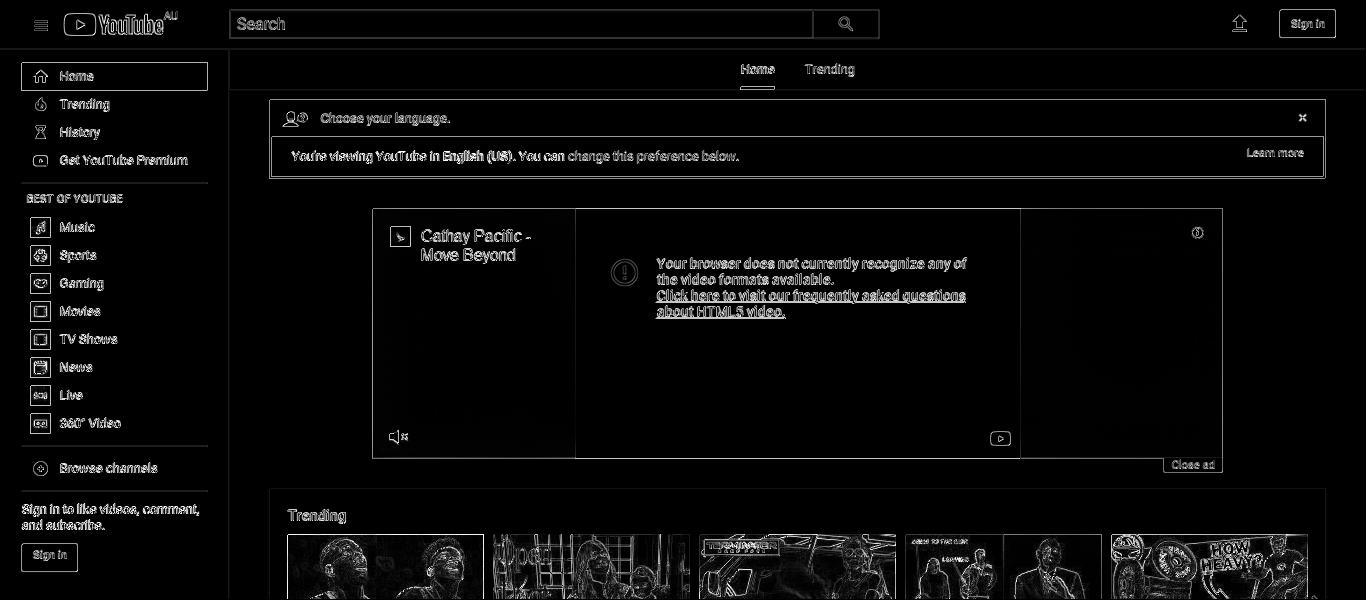 YouTube AU
Search
Sign in
Home
Trending
History
Get YouTube Premium
BEST OF YOUTUBE
Music
Sports
Gaming
Movies
TV Shows
News
Live
360° Video
Browse channels
Sign in to like videos, comment,
and subscribe.
Sign in
Home Trending
Choose your language.
You're viewing YouTube in English (US). You can change this preference below.
Learn more
Cathay Pacific -
Move Beyond
Your browser does not currently recognize any of
the video formats available.
Click here to visit our frequently asked questions
about HTML5 video.
Close ad
Trending
TERMINATOR
HOW
HEAVY?